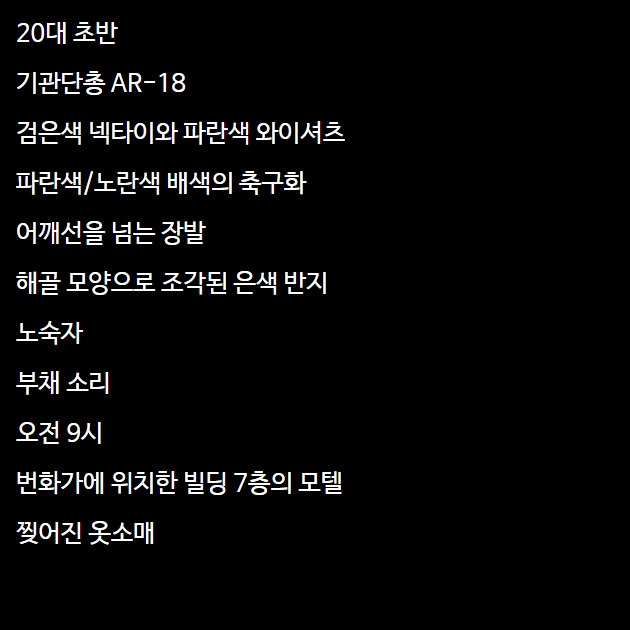 20대 초반
기관단총 AR-18
검은색 넥타이와 파란색 와이셔츠
파란색/노란색 배색의 축구화
어깨선을 넘는 장발
해골 모양으로 조각된 은색 반지
노숙자
부채 소리
오전 9시
번화가에 위치한 빌딩 7층의 모텔
찢어진 옷소매